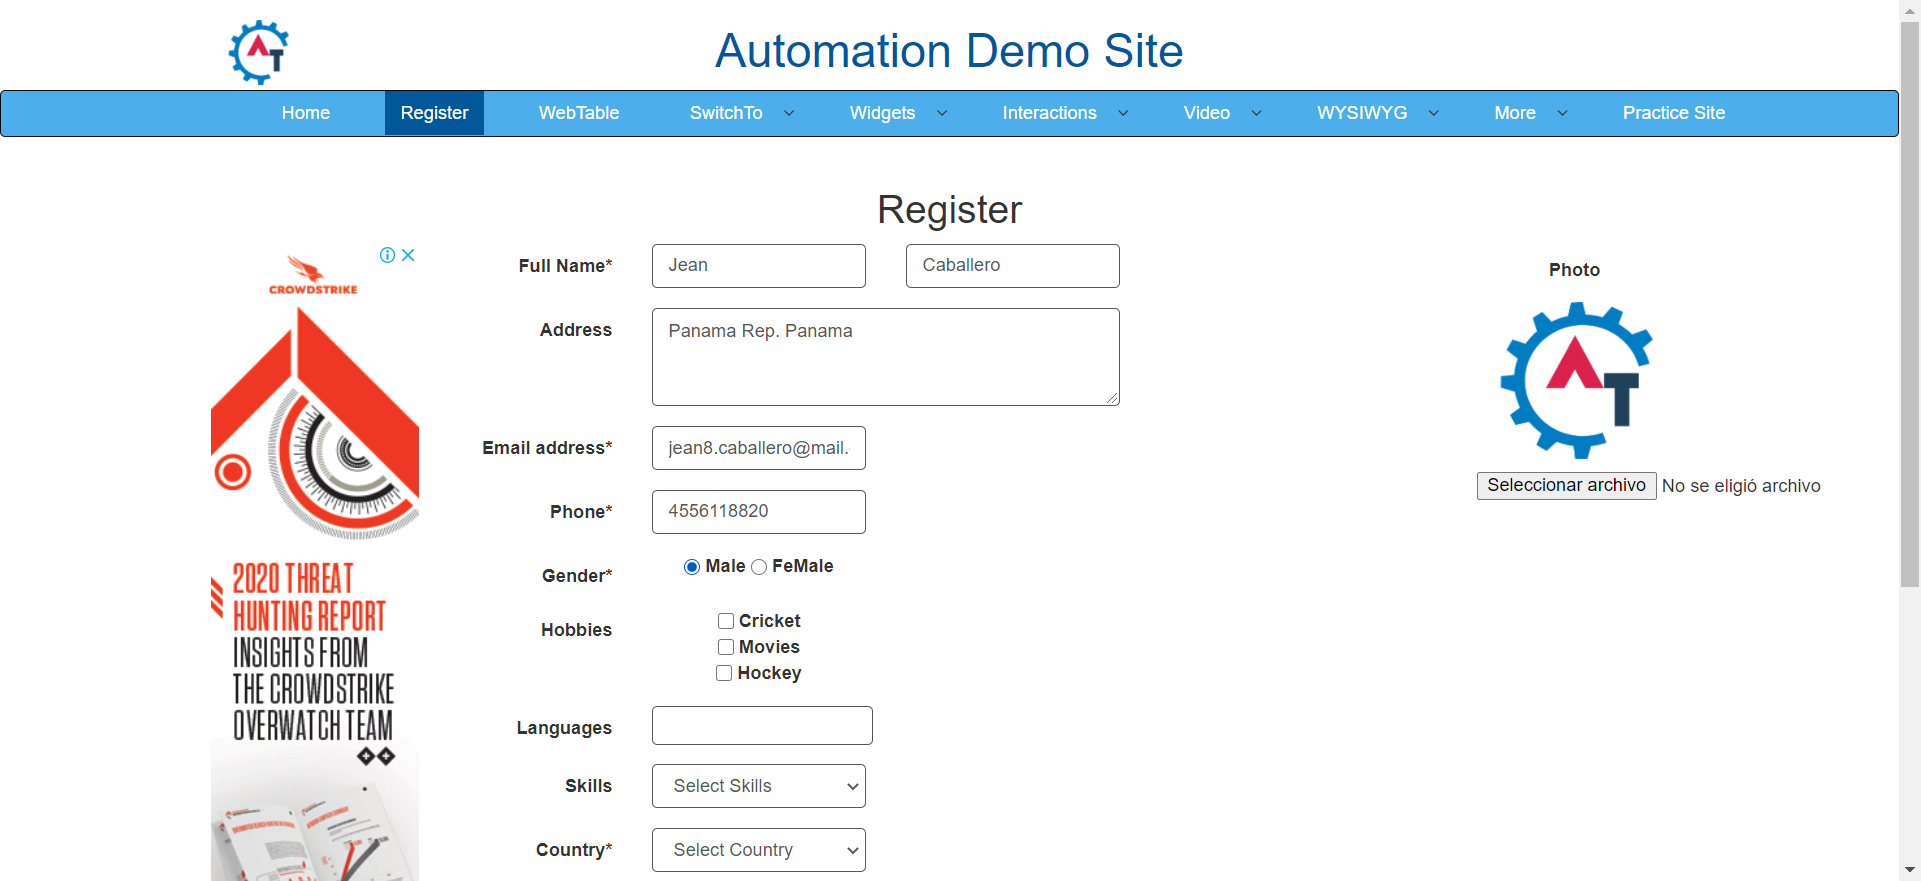 Automation Demo Site
Home Register WebTable SwitchTo Widgets Interactions Video WYSIWYG More Practice Site
Register
CROWDSTRIKE
2020 THREAT
HUNTING REPORT
INSIGHTS FROM
THE CROWDSTRIKE
OVERWATCH TEAM
Full Name* Jean Caballero
Address Panama Rep. Panama
Email address* jean8.caballero@mail.
Phone* 4556118820
Gender* Male FeMale
Hobbies Cricket
Movies
Hockey
Languages
Skills Select Skills
Country* Select Country
Photo
AT
Seleccionar archivo No se eligió archivo